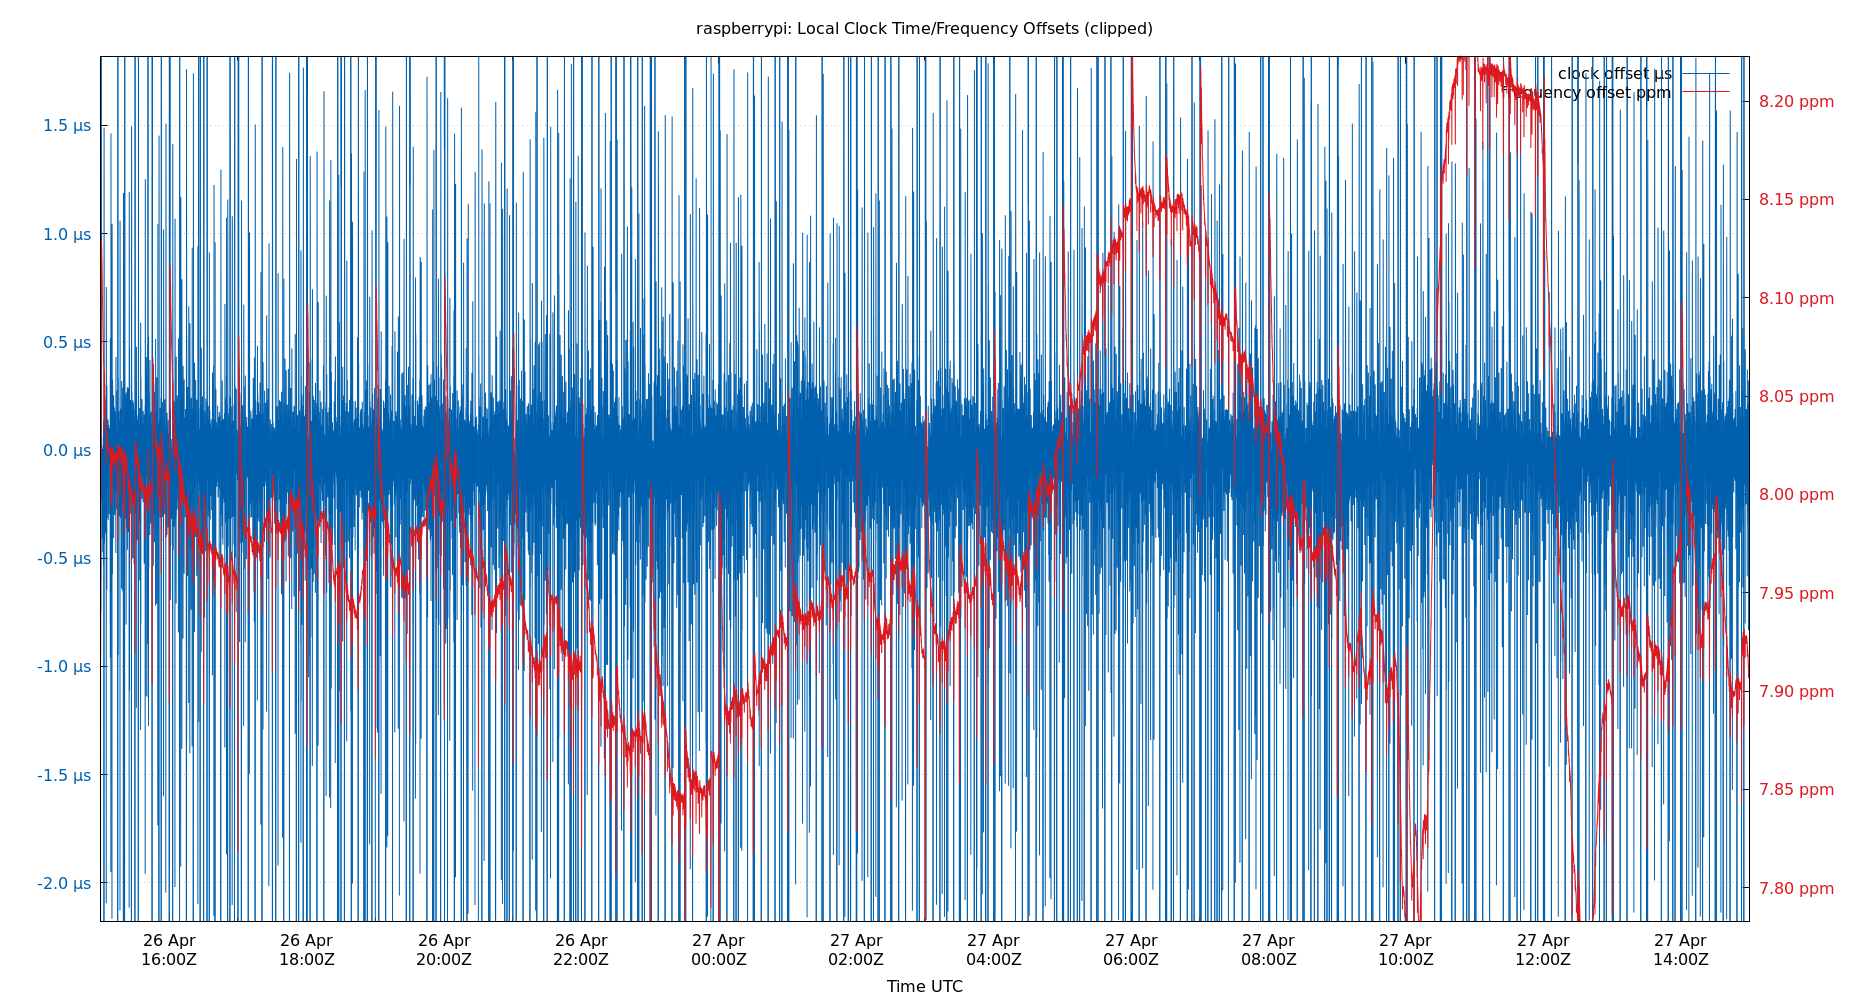 raspberrypi: Local Clock Time/Frequency Offsets (clipped)
clock offset µs
frequency offset ppm
1.5 µs
1.0 µs
0.5 µs
0.0 µs
-0.5 µs
-1.0 µs
-1.5 µs
-2.0 µs
8.20 ppm
8.15 ppm
8.10 ppm
8.05 ppm
8.00 ppm
7.95 ppm
7.90 ppm
7.85 ppm
7.80 ppm
26 Apr 26 Apr 26 Apr 26 Apr 27 Apr 27 Apr 27 Apr 27 Apr 27 Apr 27 Apr 27 Apr 27 Apr
16:00Z 18:00Z 20:00Z 22:00Z 00:00Z 02:00Z 04:00Z 06:00Z 08:00Z 10:00Z 12:00Z 14:00Z
Time UTC